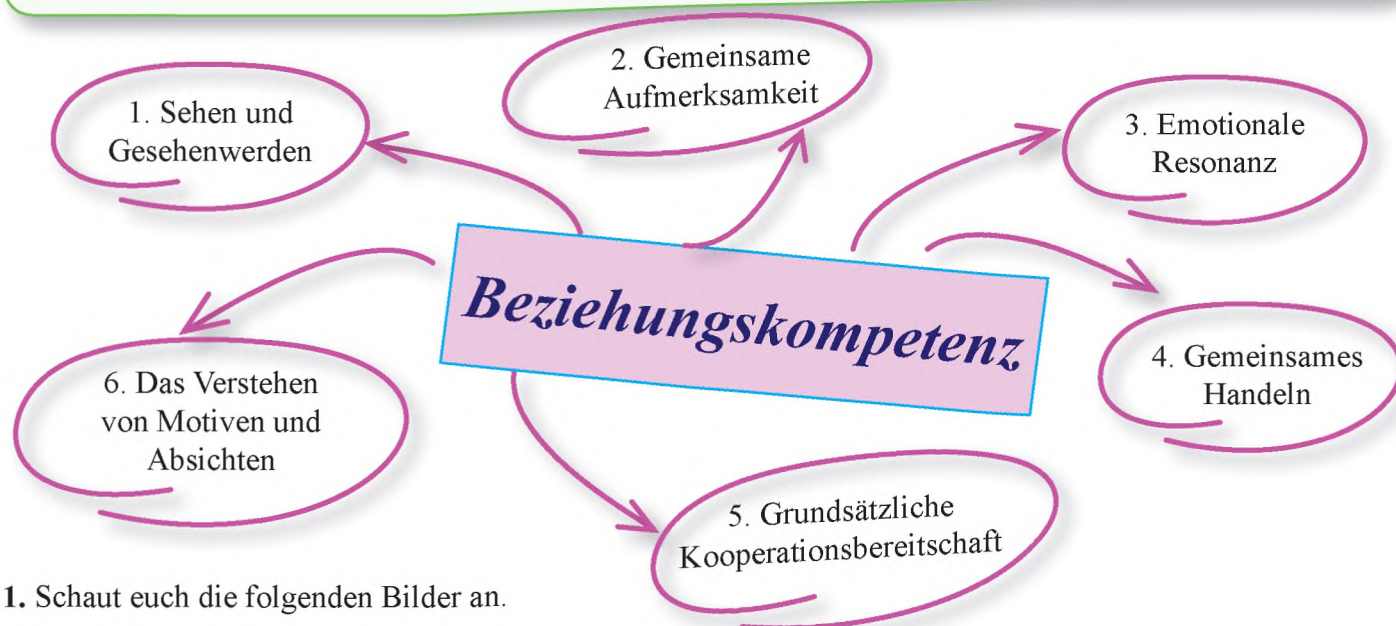 1. Sehen und
Gesehenwerden
2. Gemeinsame
Aufmerksamkeit
3. Emotionale
Resonanz
Beziehungskompetenz
4. Gemeinsames
Handeln
6. Das Verstehen
von Motiven und
Absichten
5. Grundsätzliche
Kooperationsbereitschaft
1. Schaut euch die folgenden Bilder an.